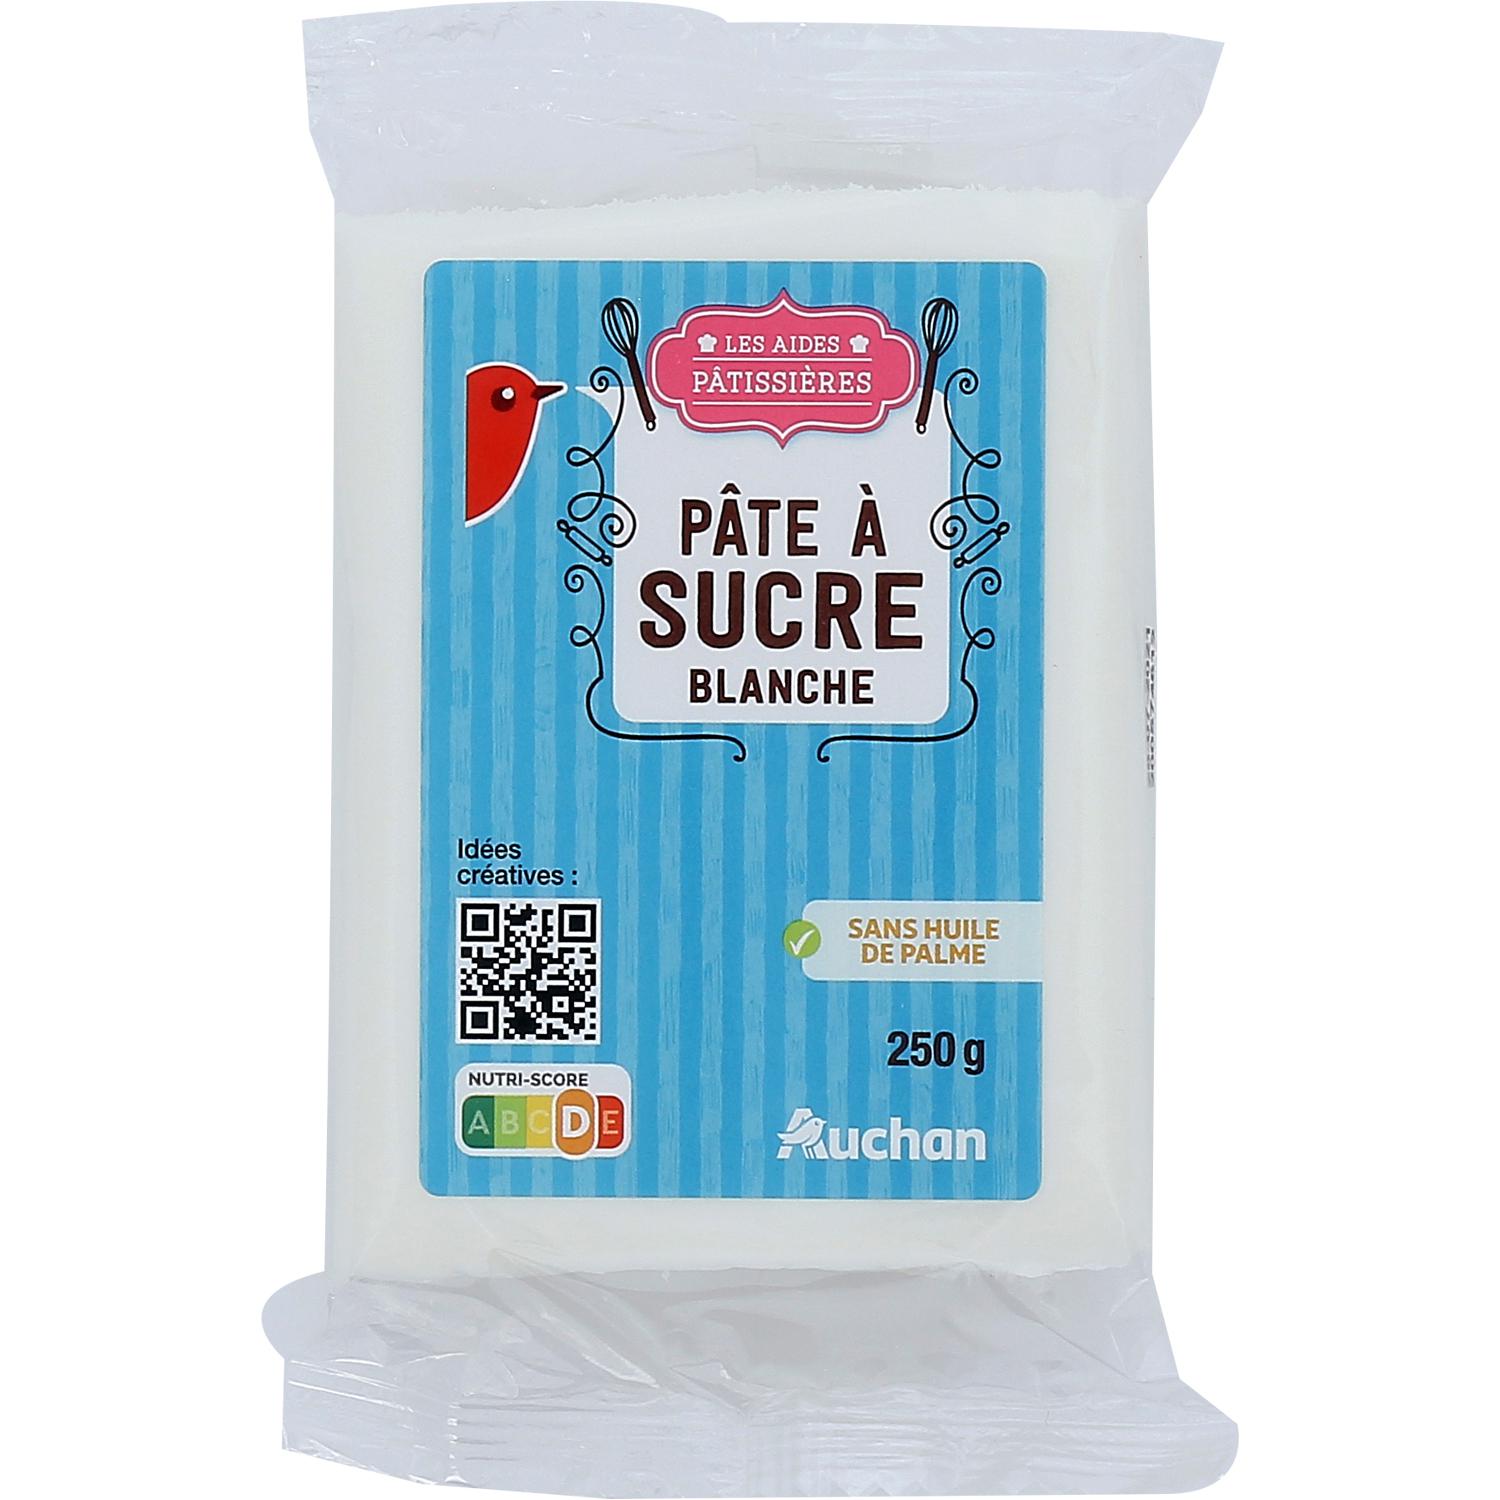 LES AIDES
PÂTISSIÈRES
PÂTE À
SUCRE
BLANCHE
Idées
créatives :
SANS HUILE
DE PALME
250 g
NUTRI-SCORE
A B C D E
Auchan